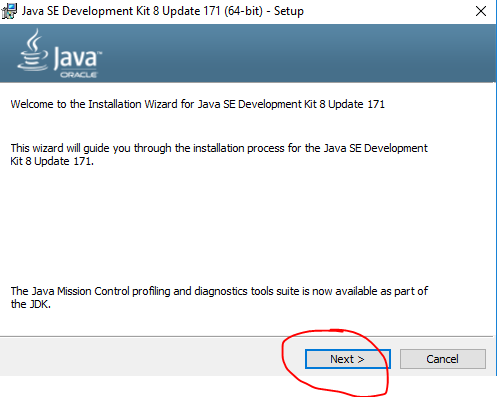 Java SE Development Kit 8 Update 171 (64-bit) - Setup
Java™
ORACLE
Welcome to the Installation Wizard for Java SE Development Kit 8 Update 171
This wizard will guide you through the installation process for the Java SE Development
Kit 8 Update 171.
The Java Mission Control profiling and diagnostics tools suite is now available as part of
the JDK.
Next >
Cancel